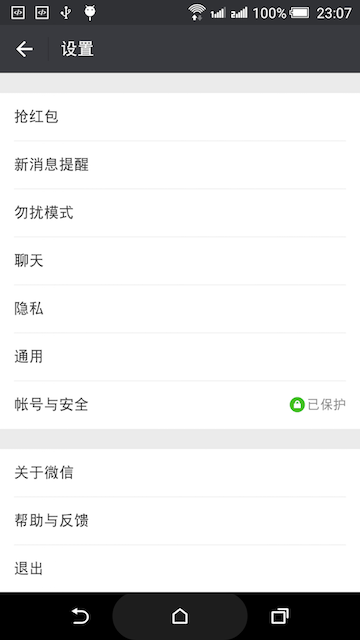 100% 23:07
设置
抢红包
新消息提醒
勿扰模式
聊天
隐私
通用
帐号与安全 已保护
关于微信
帮助与反馈
退出